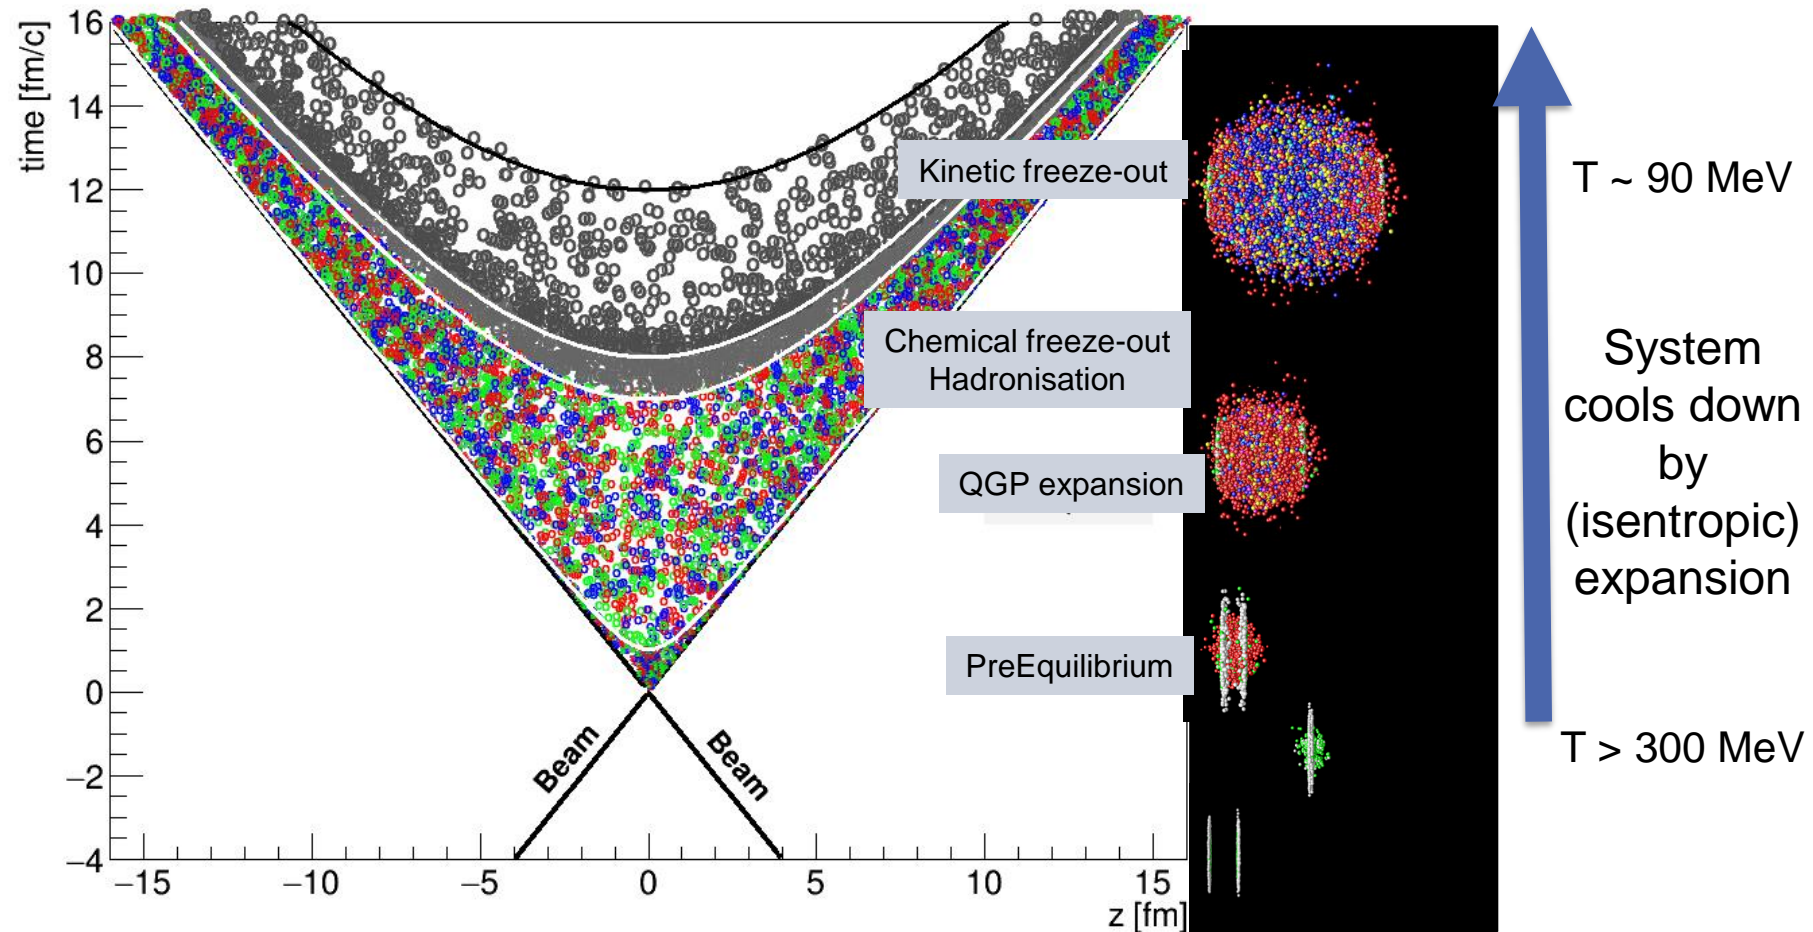 time [fm/c]
16
14
12
10
8
6
4
2
0
−2
−4
−15
−10
−5
0
5
10
15
z [fm]
Beam
Beam
Kinetic freeze-out
Chemical freeze-out
Hadronisation
QGP expansion
PreEquilibrium
T ~ 90 MeV
System
cools down
by
(isentropic)
expansion
T > 300 MeV